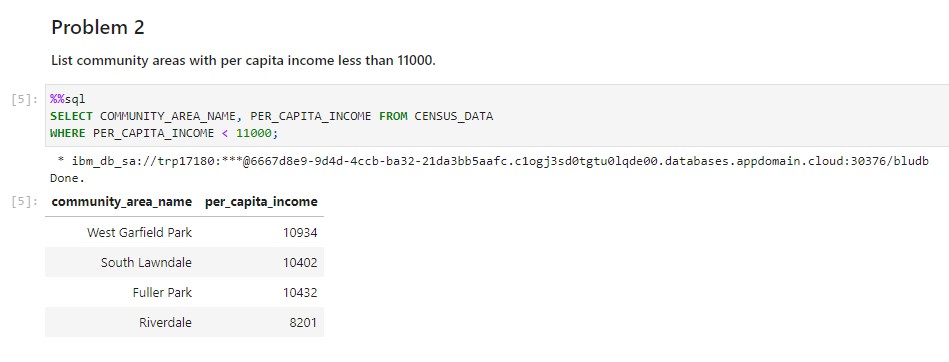 Problem 2
List community areas with per capita income less than 11000.
[5]: %%sql
SELECT COMMUNITY_AREA_NAME, PER_CAPITA_INCOME FROM CENSUS_DATA
WHERE PER_CAPITA_INCOME < 11000;
* ibm_db_sa://trp17180:***@6667d8e9-9d4d-4ccb-ba32-21da3bb5aafc.c1ogj3sd0tgtu0lqde00.databases.appdomain.cloud:30376/bludb
Done.
[5]: community_area_name per_capita_income
West Garfield Park 10934
South Lawndale 10402
Fuller Park 10432
Riverdale 8201